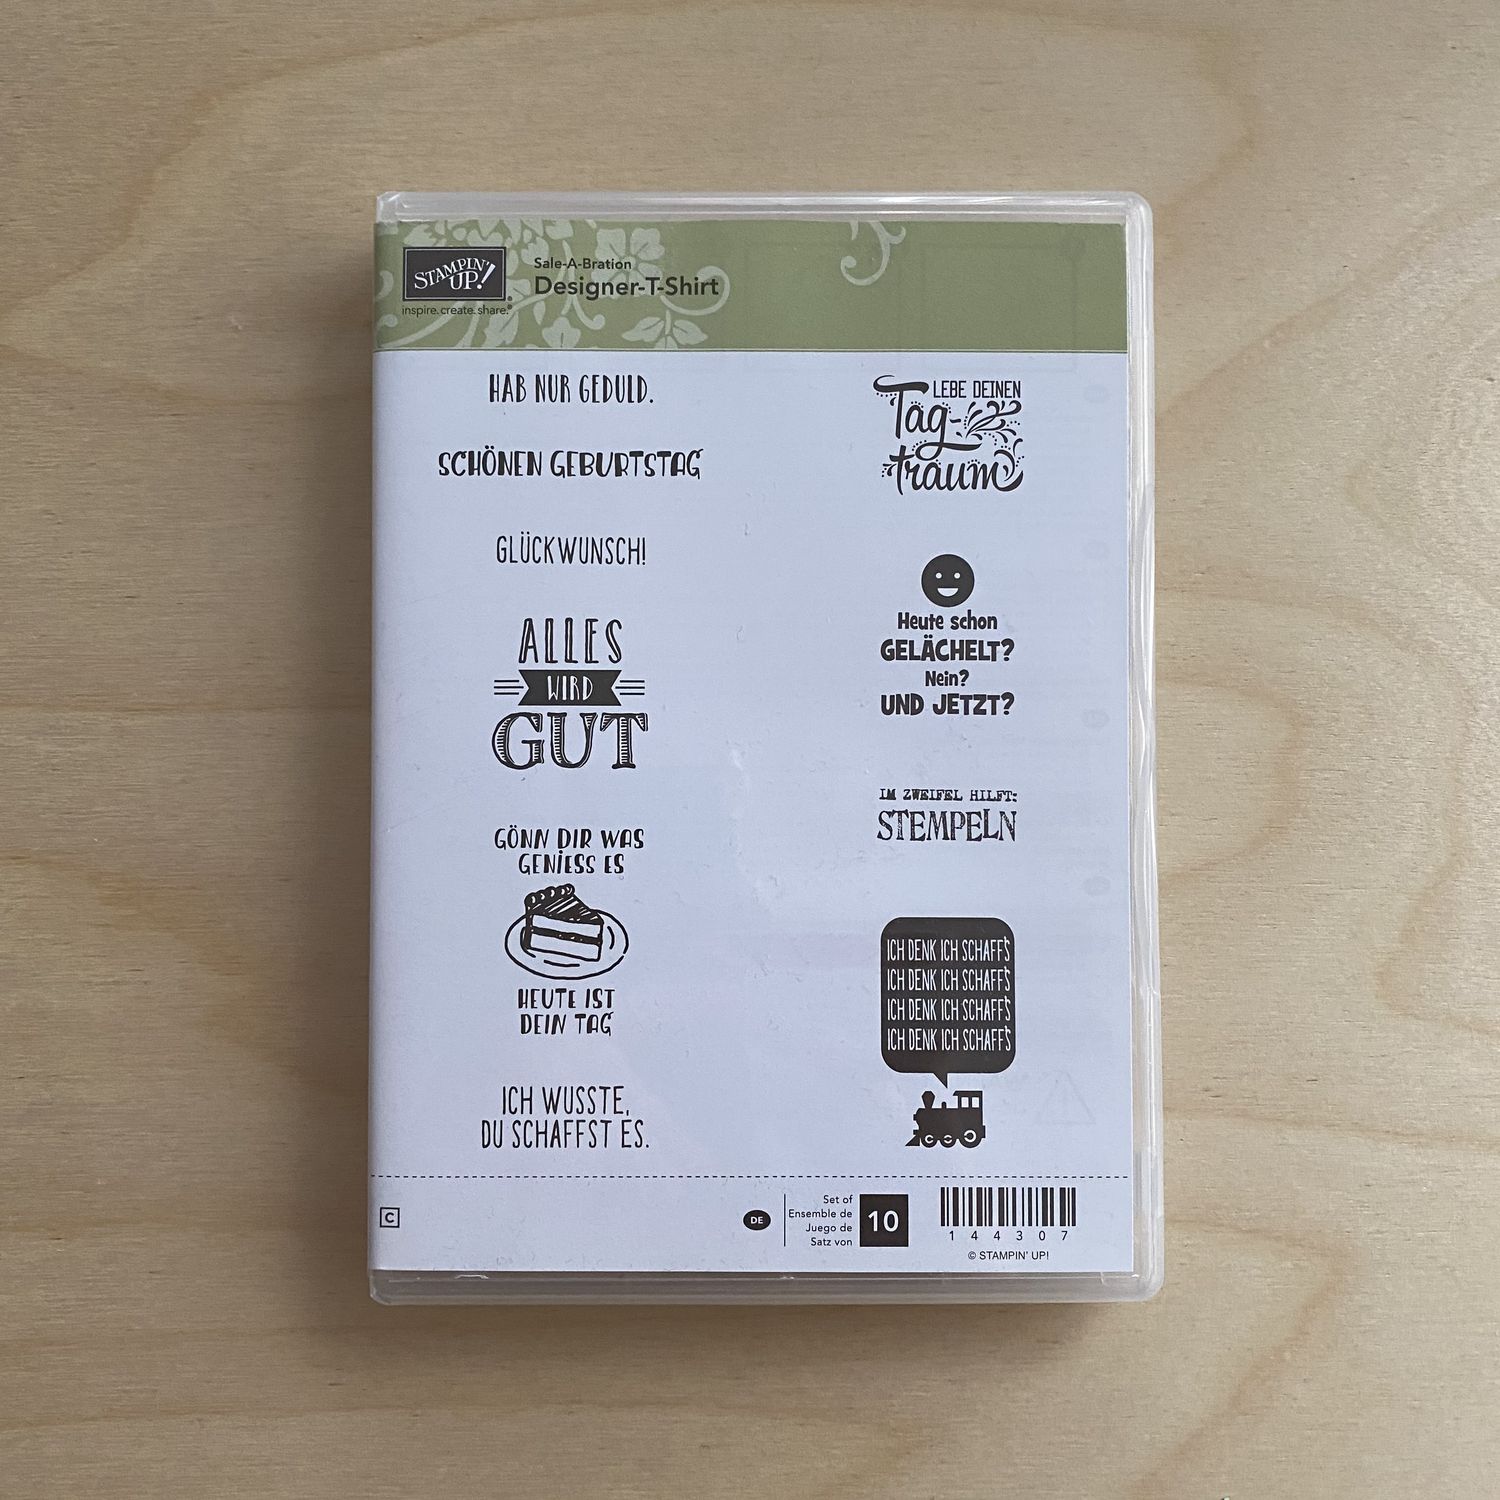 STAMPIN' UP!
inspire. create. share.®
Sale-A-Bration
Designer-T-Shirt
HAB NUR GEDULD.
SCHÖNEN GEBURTSTAG
GLÜCKWUNSCH!
ALLES
WIRD
GUT
GÖNN DIR WAS
GENIESS ES
HEUTE IST
DEIN TAG
ICH WUSSTE,
DU SCHAFFST ES.
LEBE DEINEN
Tag-
traum
Heute schon
GELÄCHELT?
Nein?
UND JETZT?
IM ZWEIFEL HILFT:
STEMPELN
ICH DENK ICH SCHAFF'S
ICH DENK ICH SCHAFF'S
ICH DENK ICH SCHAFF'S
ICH DENK ICH SCHAFF'S
C
DE
Set of
Ensemble de
Juego de
Satz von
10
144307
© STAMPIN' UP!